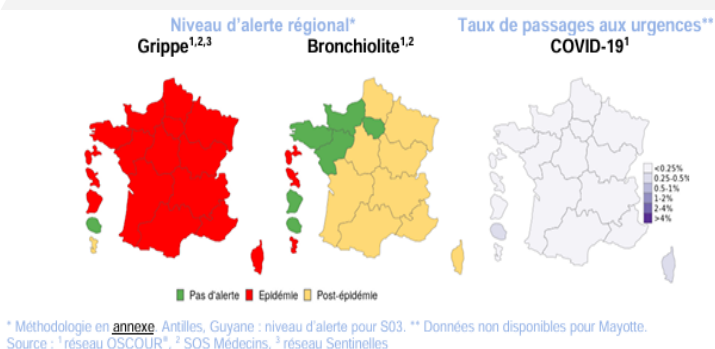 Niveau d'alerte régional*
Taux de passages aux urgences**
Grippe1,2,3
Bronchiolite1,2
COVID-191
<0.25%
0.25-0.5%
0.5-1%
1-2%
2-4%
>4%
Pas d'alerte Epidémie Post-épidémie
* Méthodologie en annexe. Antilles, Guyane : niveau d'alerte pour S03. ** Données non disponibles pour Mayotte.
Source : 1 réseau OSCOUR®, 2 SOS Médecins, 3 réseau Sentinelles